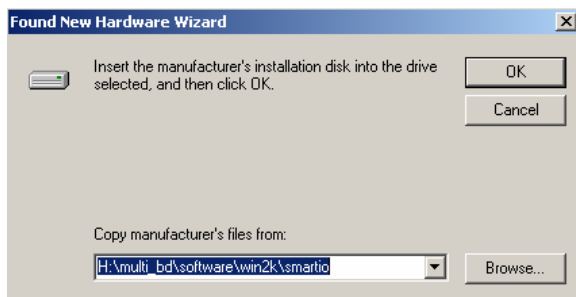 Found New Hardware Wizard
Insert the manufacturer's installation disk into the drive
selected, and then click OK.
OK
Cancel
Copy manufacturer's files from:
H:\multi_bd\software\win2k\smartio
Browse...